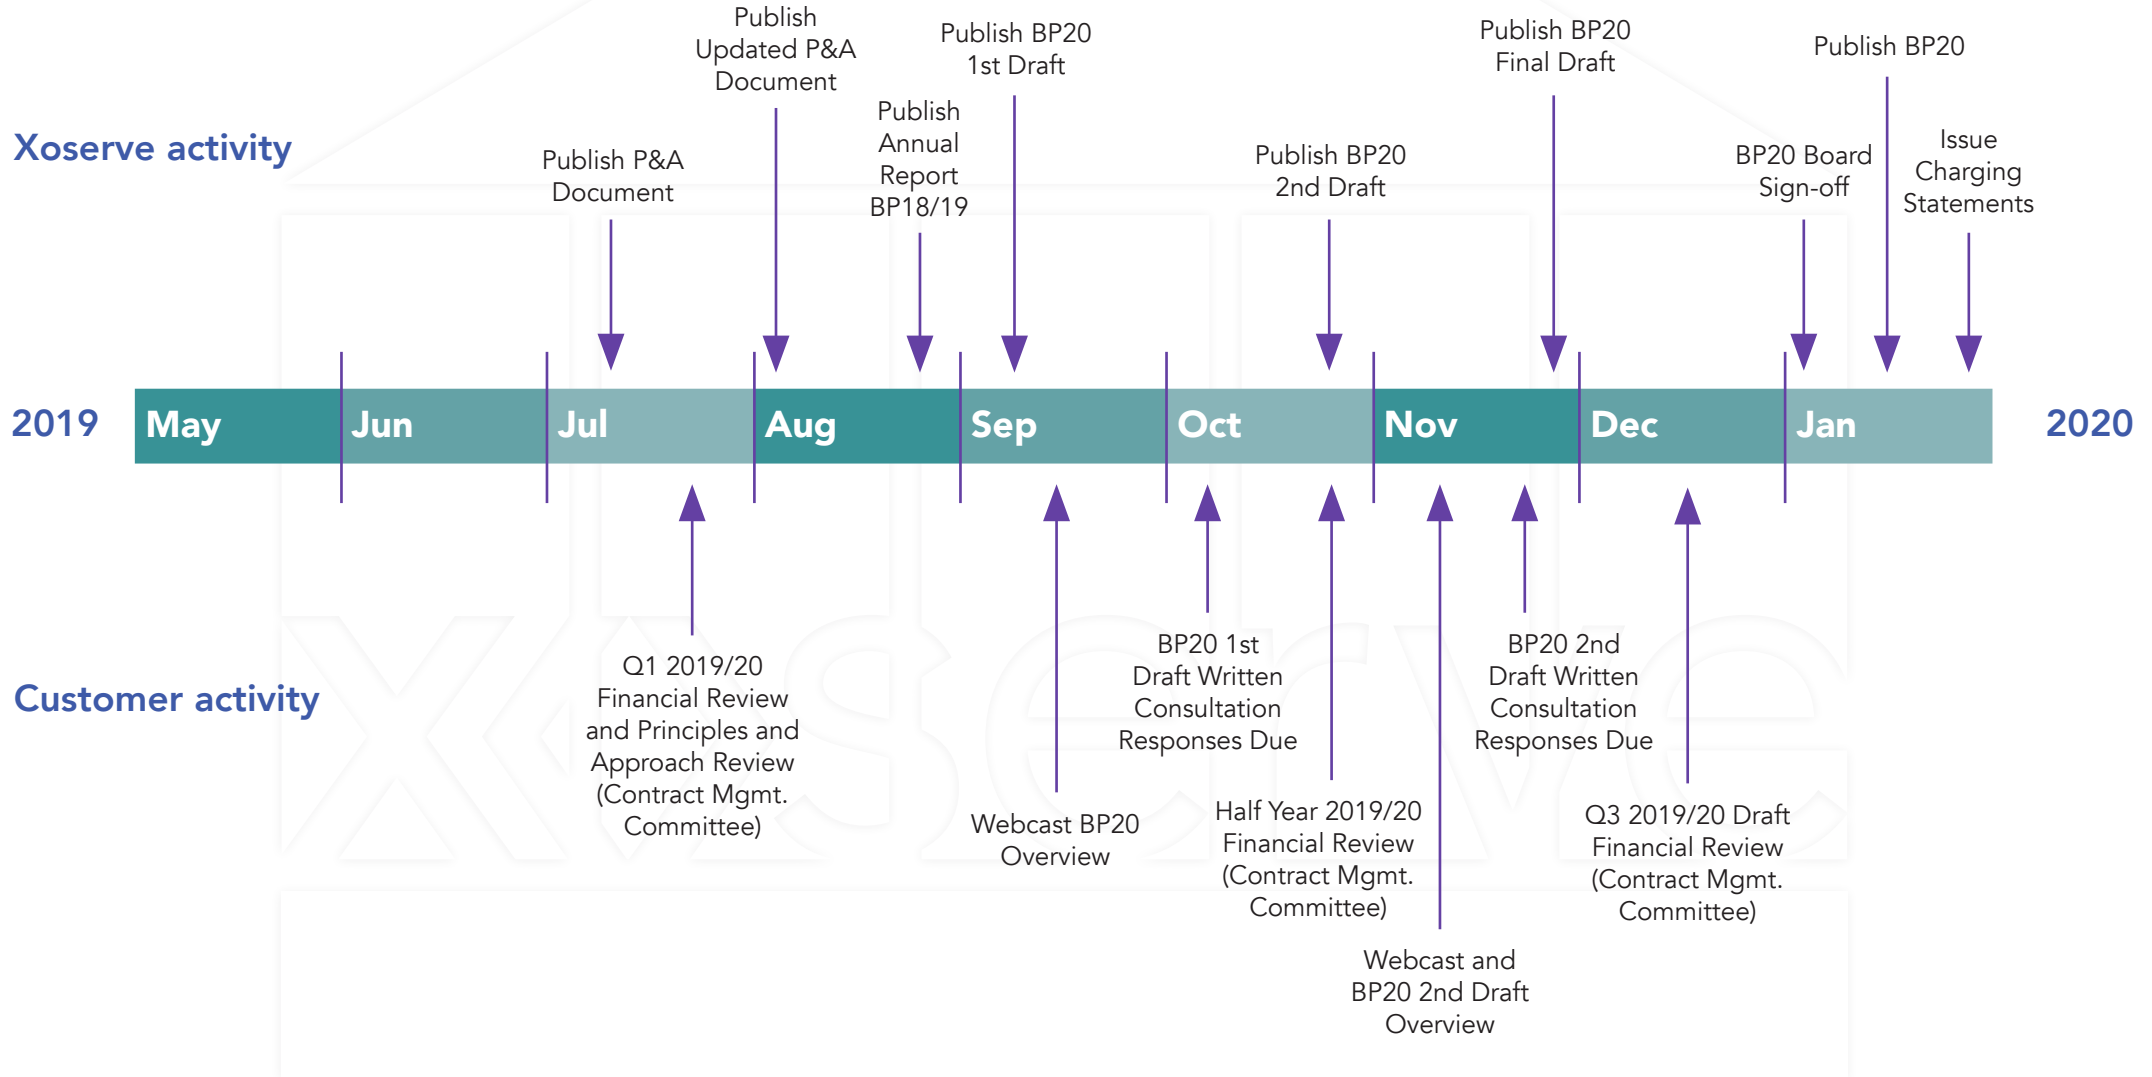 Publish
Updated P&A
Document
Publish BP20
1st Draft
Publish BP20
Final Draft
Publish BP20
Xoserve activity
Publish P&A
Document
Publish
Annual
Report
BP18/19
Publish BP20
2nd Draft
BP20 Board
Sign-off
Issue
Charging
Statements
2019
May
Jun
Jul
Aug
Sep
Oct
Nov
Dec
Jan
2020
Customer activity
Q1 2019/20
Financial Review
and Principles and
Approach Review
(Contract Mgmt.
Committee)
Webcast BP20
Overview
BP20 1st
Draft Written
Consultation
Responses Due
Half Year 2019/20
Financial Review
(Contract Mgmt.
Committee)
Webcast and
BP20 2nd Draft
Overview
BP20 2nd
Draft Written
Consultation
Responses Due
Q3 2019/20 Draft
Financial Review
(Contract Mgmt.
Committee)
xoserve